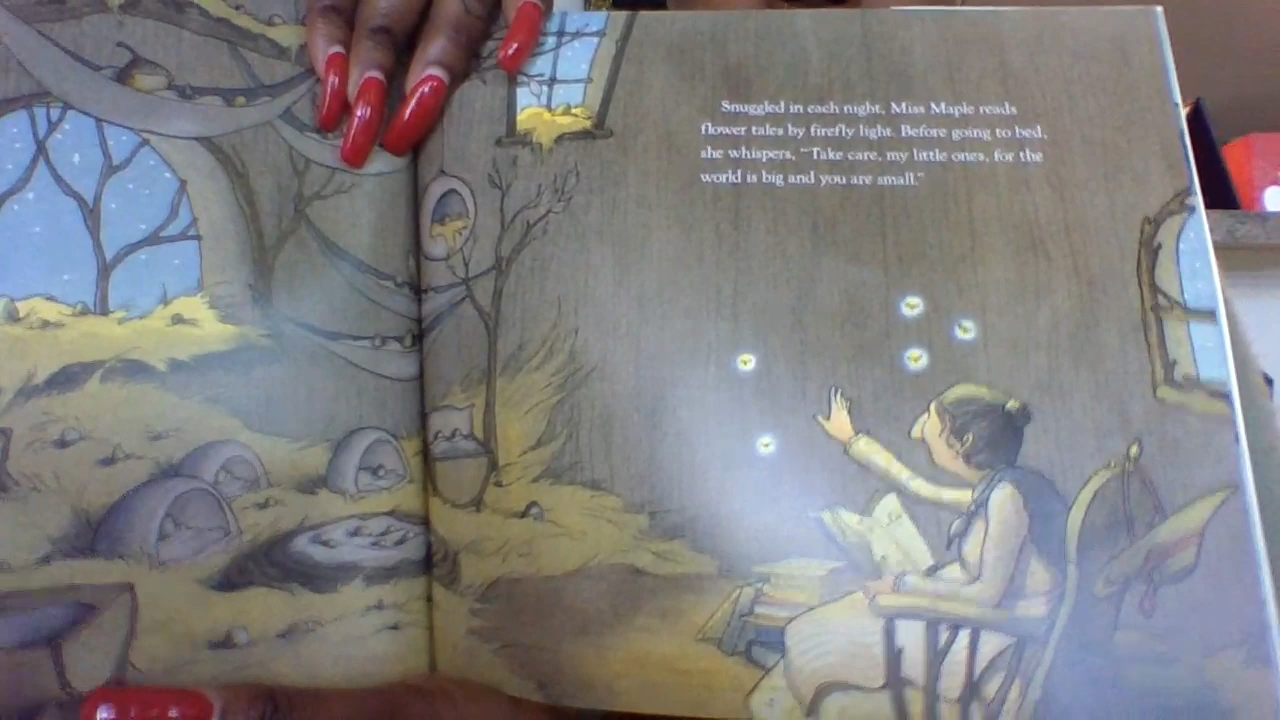 Snuggled in each night, Miss Maple reads
flower tales by firefly light. Before going to bed,
she whispers, "Take care, my little ones, for the
world is big and you are small."